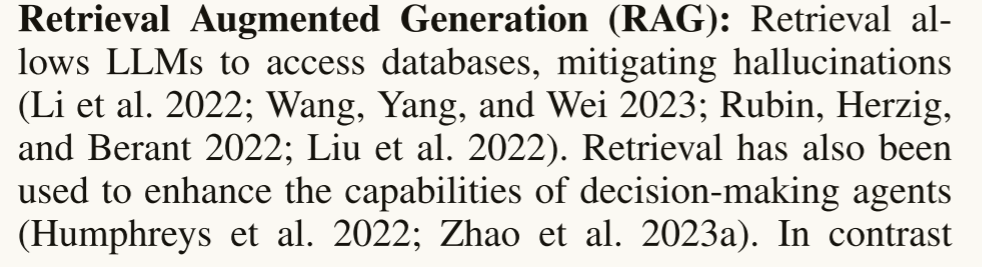 Retrieval Augmented Generation (RAG): Retrieval al-
lows LLMs to access databases, mitigating hallucinations
(Li et al. 2022; Wang, Yang, and Wei 2023; Rubin, Herzig,
and Berant 2022; Liu et al. 2022). Retrieval has also been
used to enhance the capabilities of decision-making agents
(Humphreys et al. 2022; Zhao et al. 2023a). In contrast